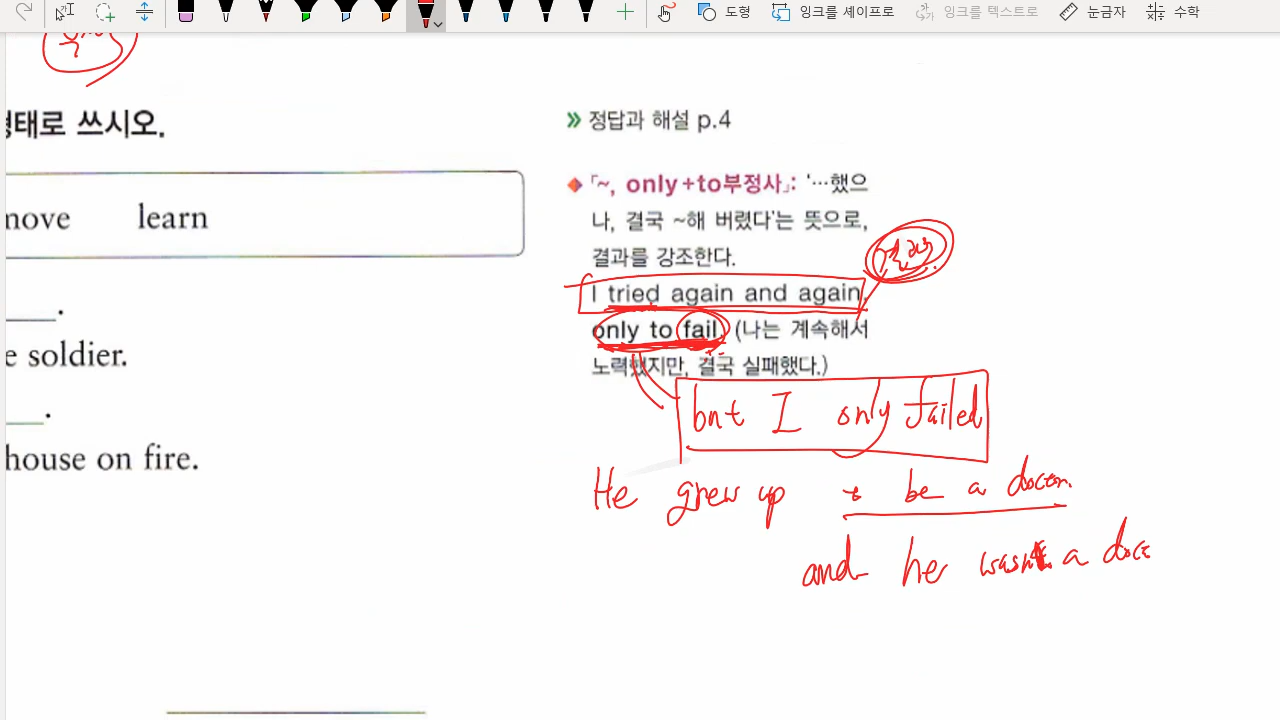 도형 잉크를 셰이프로 잉크를 텍스트로 눈금자 수학
형태로 쓰시오.
move learn
.
e soldier.
.
house on fire.
» 정답과 해설 p.4
「~, only+to부정사」: '…했으
나, 결국 ~해 버렸다'는 뜻으로,
결과를 강조한다.
I tried again and again,
only to fail. (나는 계속해서
노력했지만, 결국 실패했다.)
but I only failed
He grew up to be a doctor.
and he was a doct